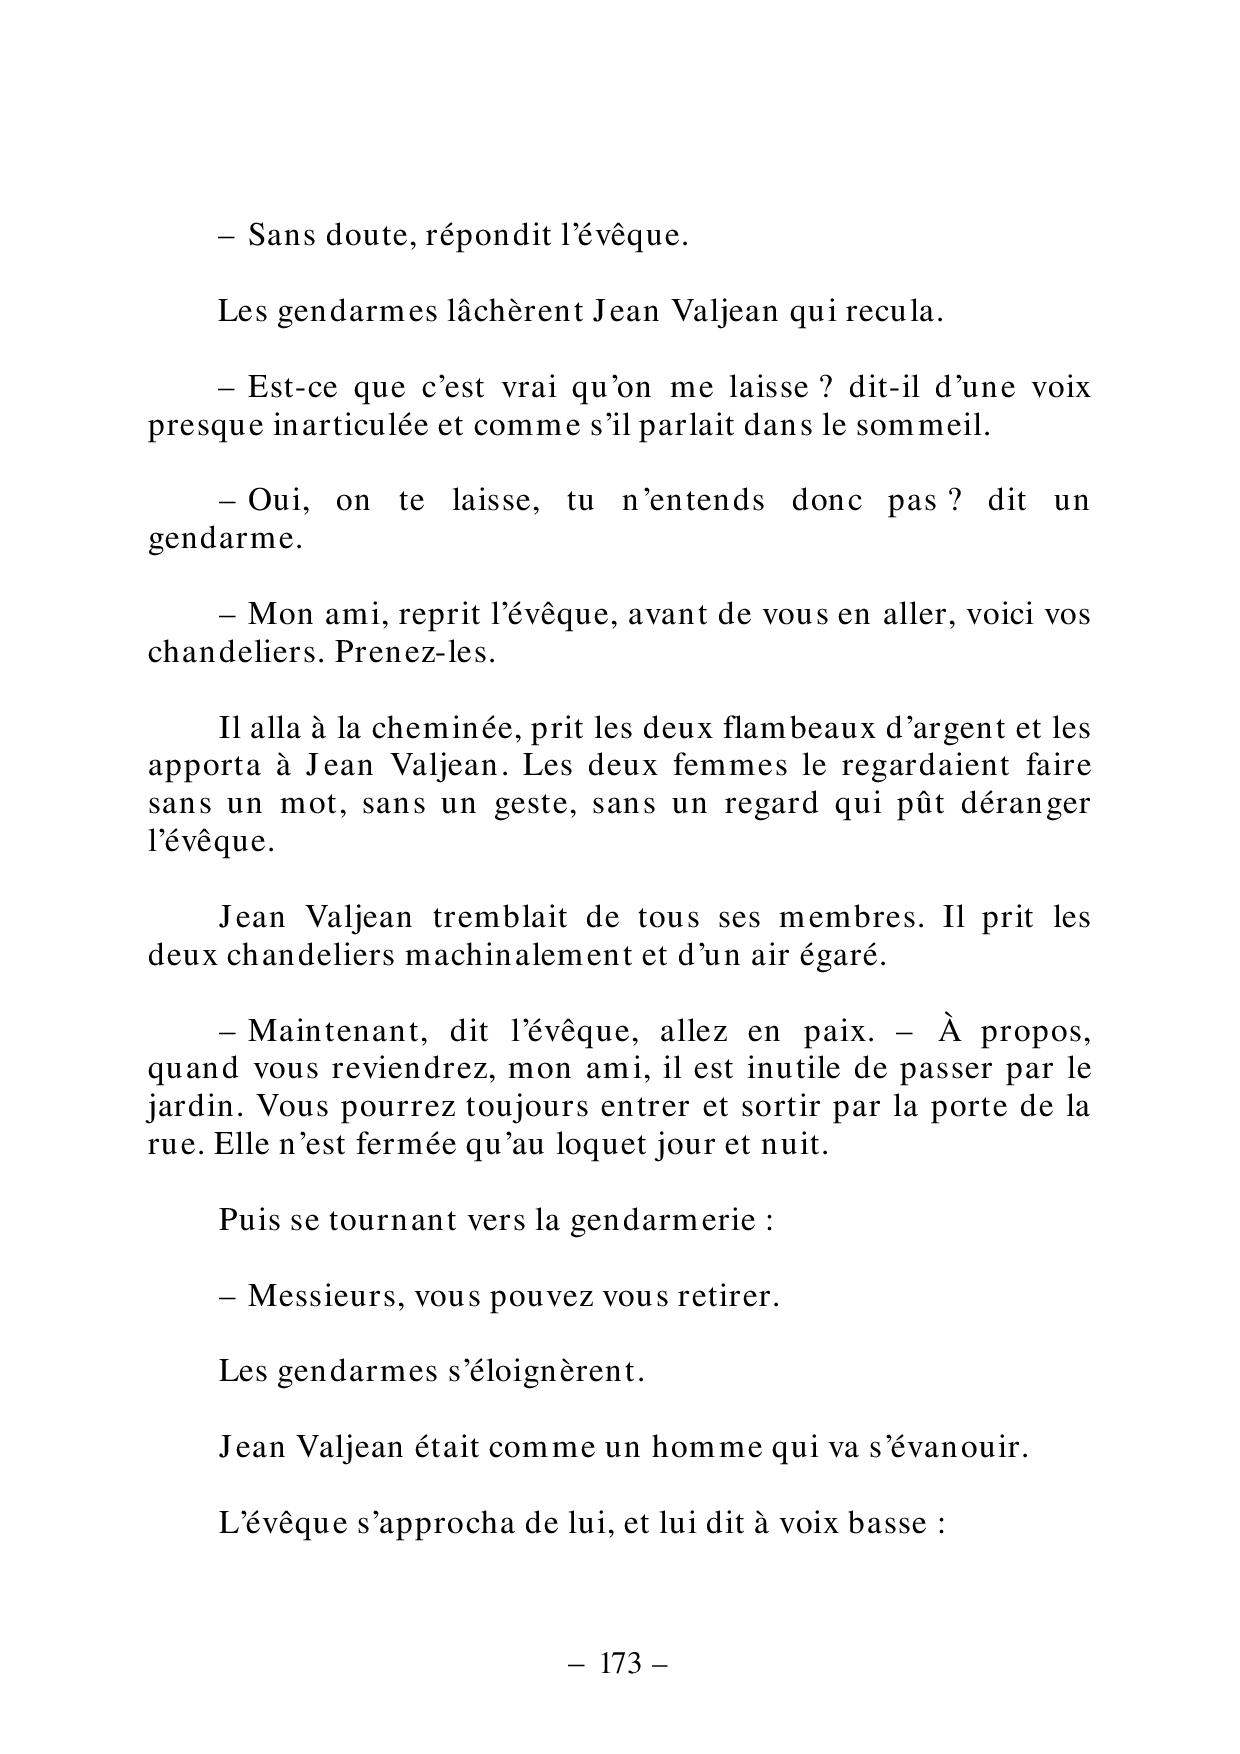 – Sans doute, répondit l’évêque.
Les gendarmes lâchèrent Jean Valjean qui recula.
– Est-ce que c’est vrai qu’on me laisse ? dit-il d’une voix
presque inarticulée et comme s’il parlait dans le sommeil.
– Oui, on te laisse, tu n’entends donc pas ? dit un
gendarme.
– Mon ami, reprit l’évêque, avant de vous en aller, voici vos
chandeliers. Prenez-les.
Il alla à la cheminée, prit les deux flambeaux d’argent et les
apporta à Jean Valjean. Les deux femmes le regardaient faire
sans un mot, sans un geste, sans un regard qui pût déranger
l’évêque.
Jean Valjean tremblait de tous ses membres. Il prit les
deux chandeliers machinalement et d’un air égaré.
– Maintenant, dit l’évêque, allez en paix. – À propos,
quand vous reviendrez, mon ami, il est inutile de passer par le
jardin. Vous pourrez toujours entrer et sortir par la porte de la
rue. Elle n’est fermée qu’au loquet jour et nuit.
Puis se tournant vers la gendarmerie :
– Messieurs, vous pouvez vous retirer.
Les gendarmes s’éloignèrent.
Jean Valjean était comme un homme qui va s’évanouir.
L’évêque s’approcha de lui, et lui dit à voix basse :
– 173 –